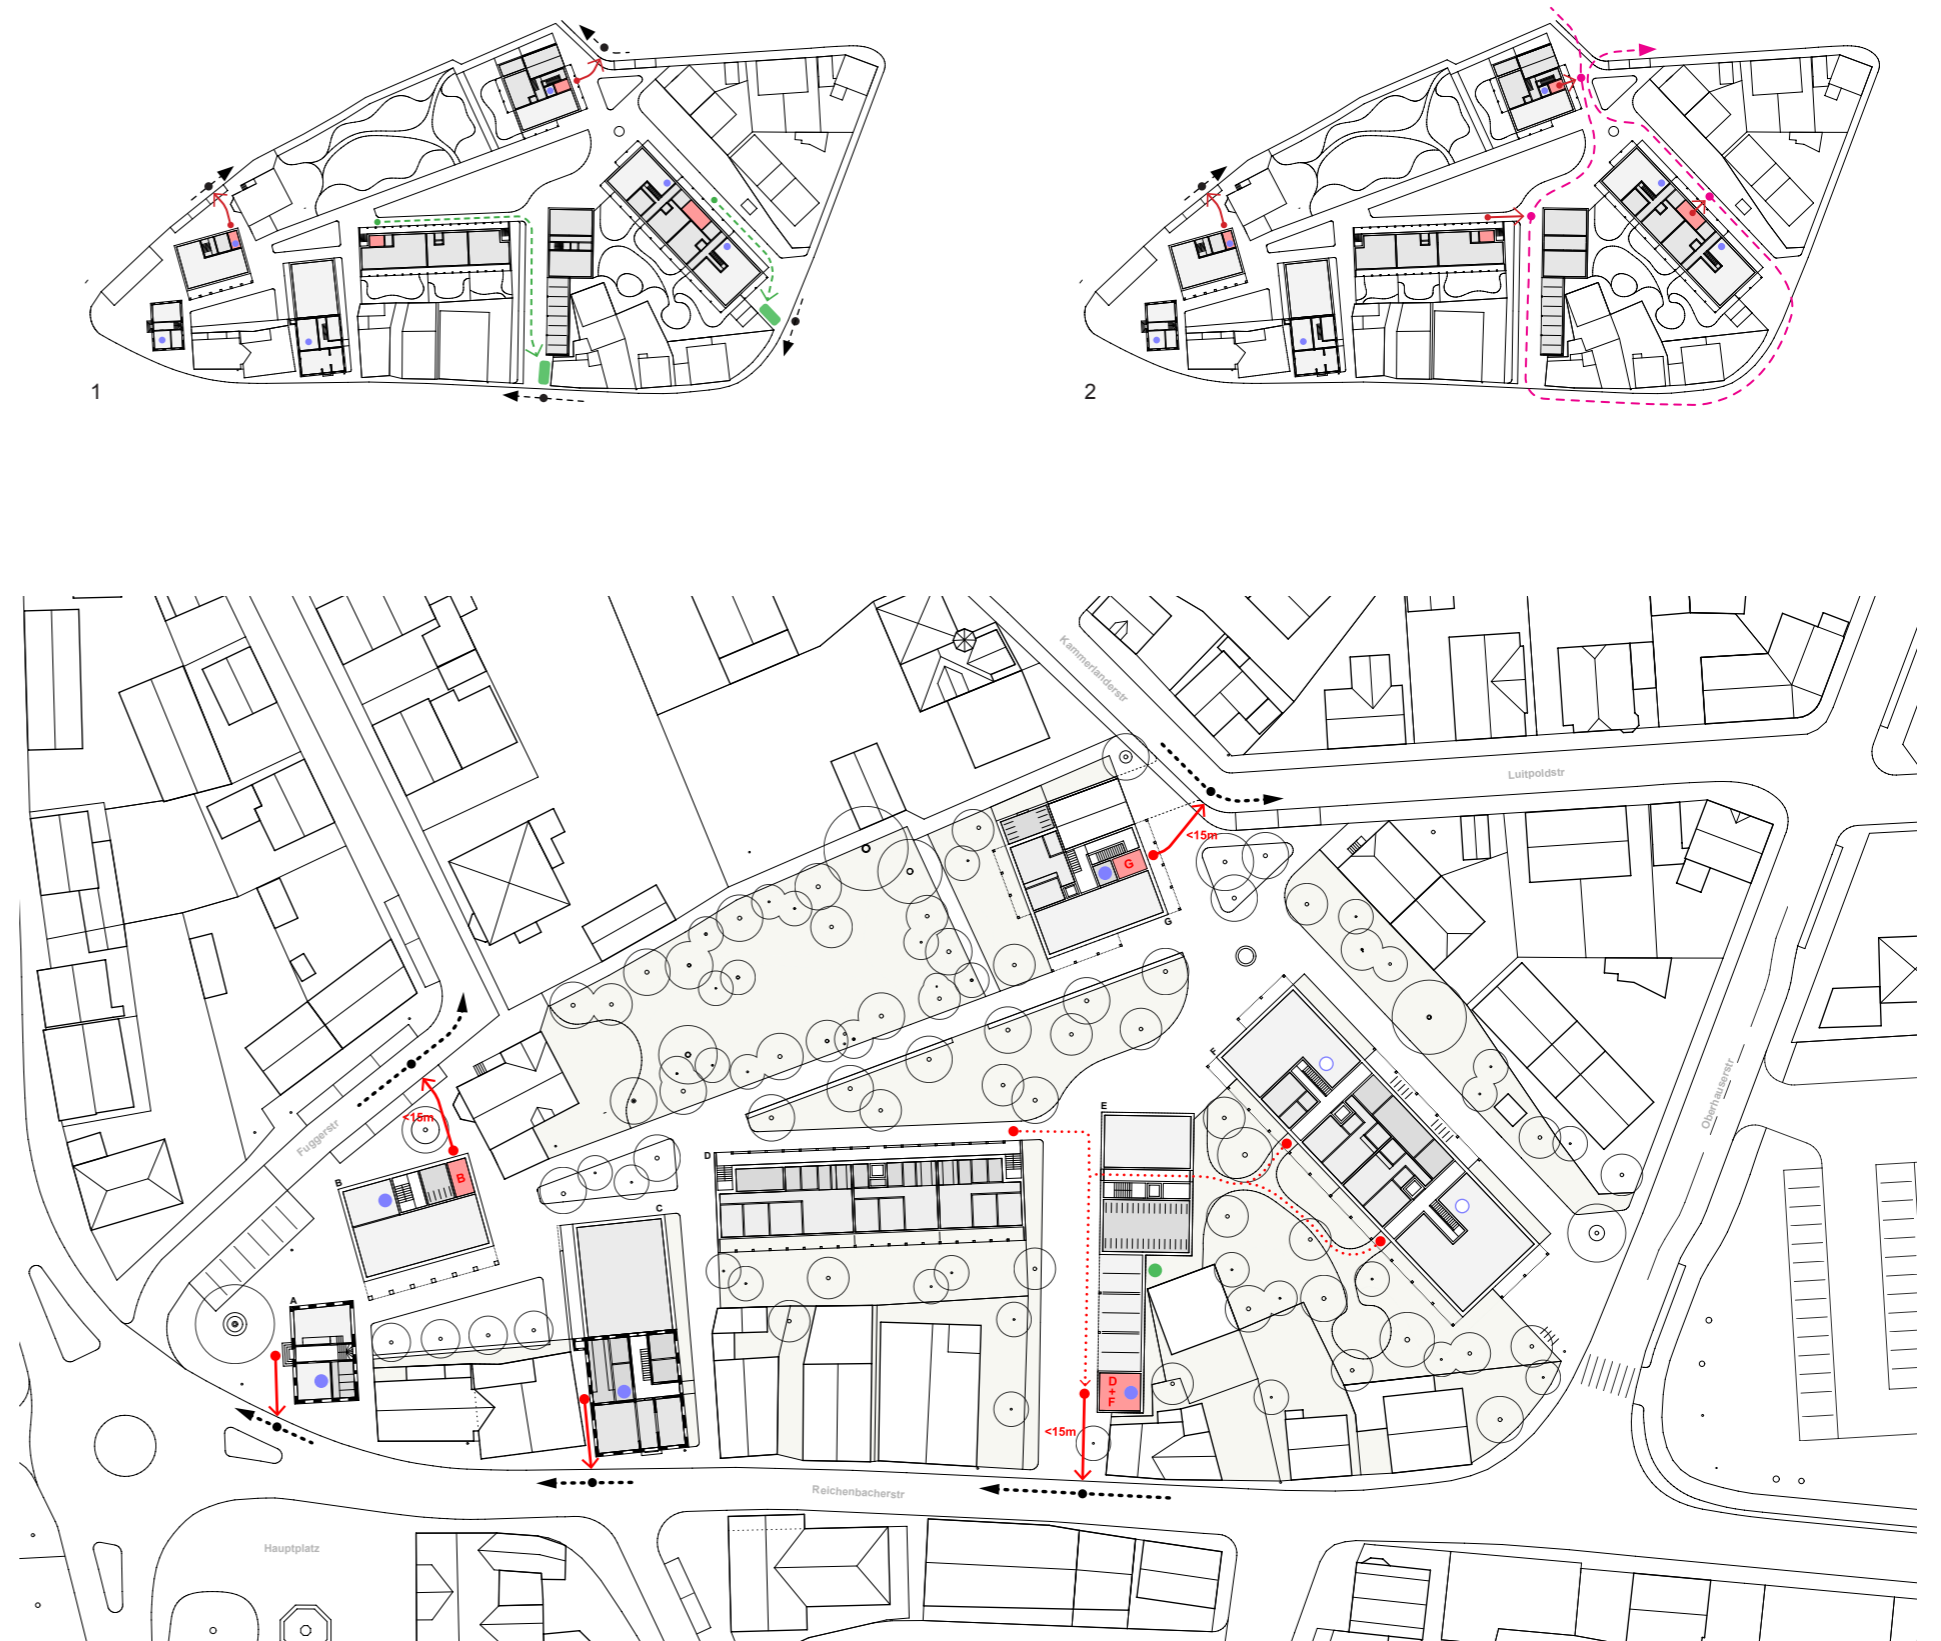 1
2
Kammerlanderstr
Luitpoldstr
<15m
G
G
Oberhauserstr
F
Fuggerstr
<15m
B
B
E
D
C
A
D
+
F
<15m
Reichenbacherstr
Hauptplatz